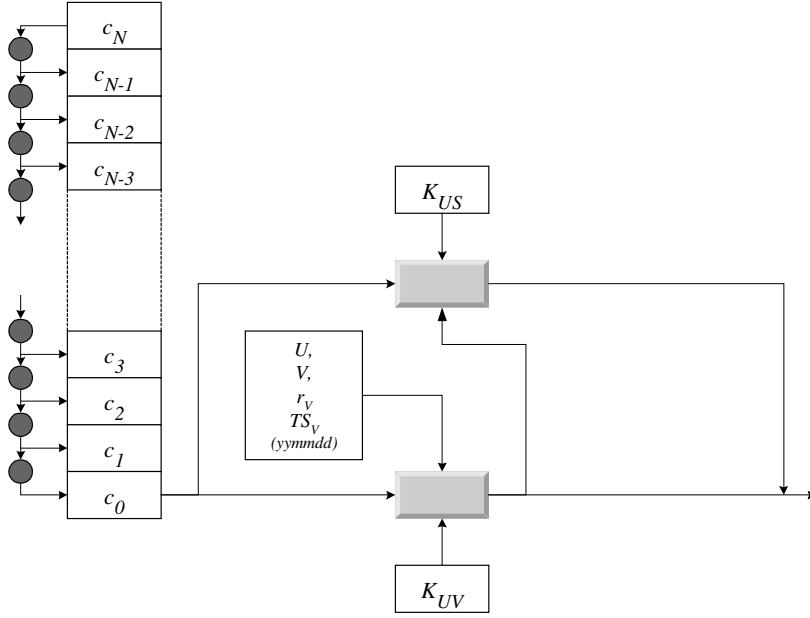 c_N
c_N-1
c_N-2
c_N-3
K_US
c_3
c_2
c_1
c_0
U,
V,
r_V
TS_V
(yymmdd)
K_UV